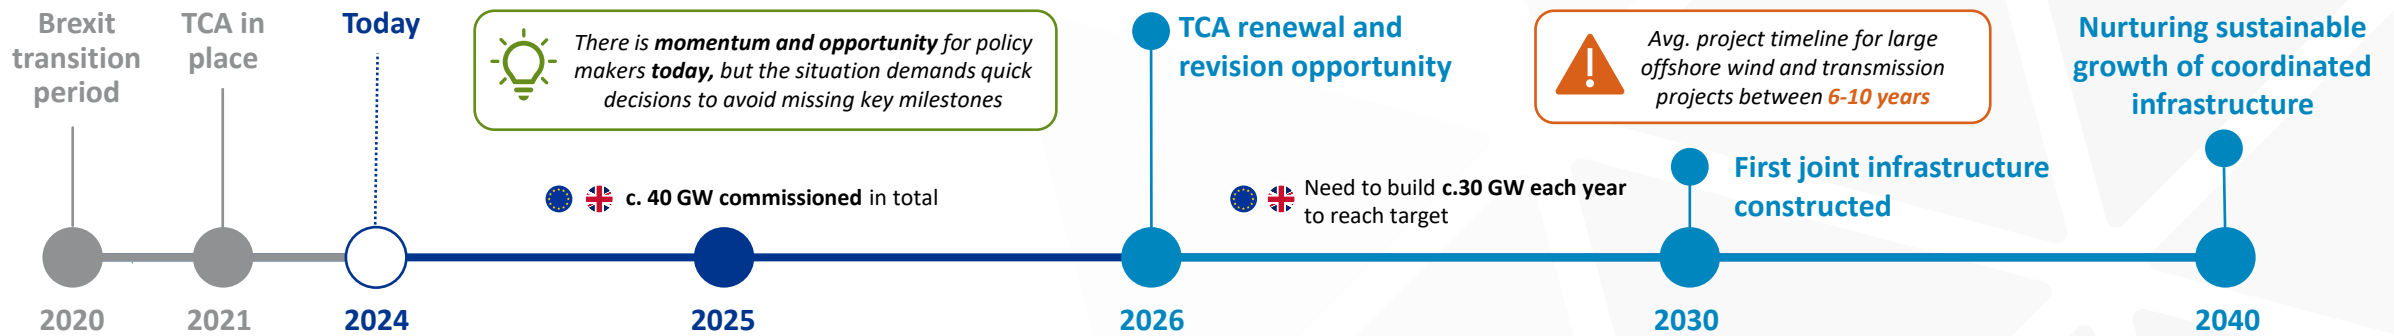 Brexit
transition
period
TCA in
place
Today
There is momentum and opportunity for policy
makers today, but the situation demands quick
decisions to avoid missing key milestones
TCA renewal and
revision opportunity
Avg. project timeline for large
offshore wind and transmission
projects between 6-10 years
Nurturing sustainable
growth of coordinated
infrastructure
c. 40 GW commissioned in total
Need to build c.30 GW each year
to reach target
First joint infrastructure
constructed
2020
2021
2024
2025
2026
2030
2040